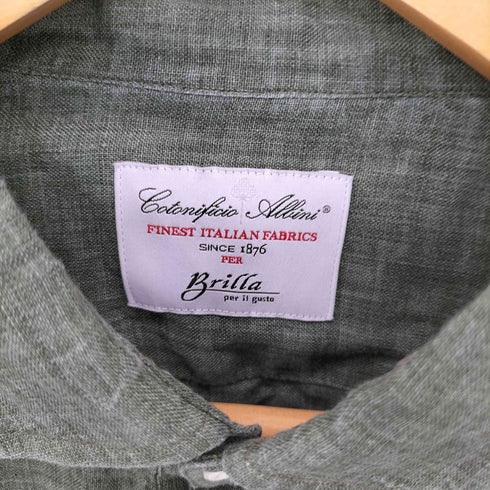 Cotonificio Albini®
FINEST ITALIAN FABRICS
SINCE 1876
PER
Brilla
per il gusto